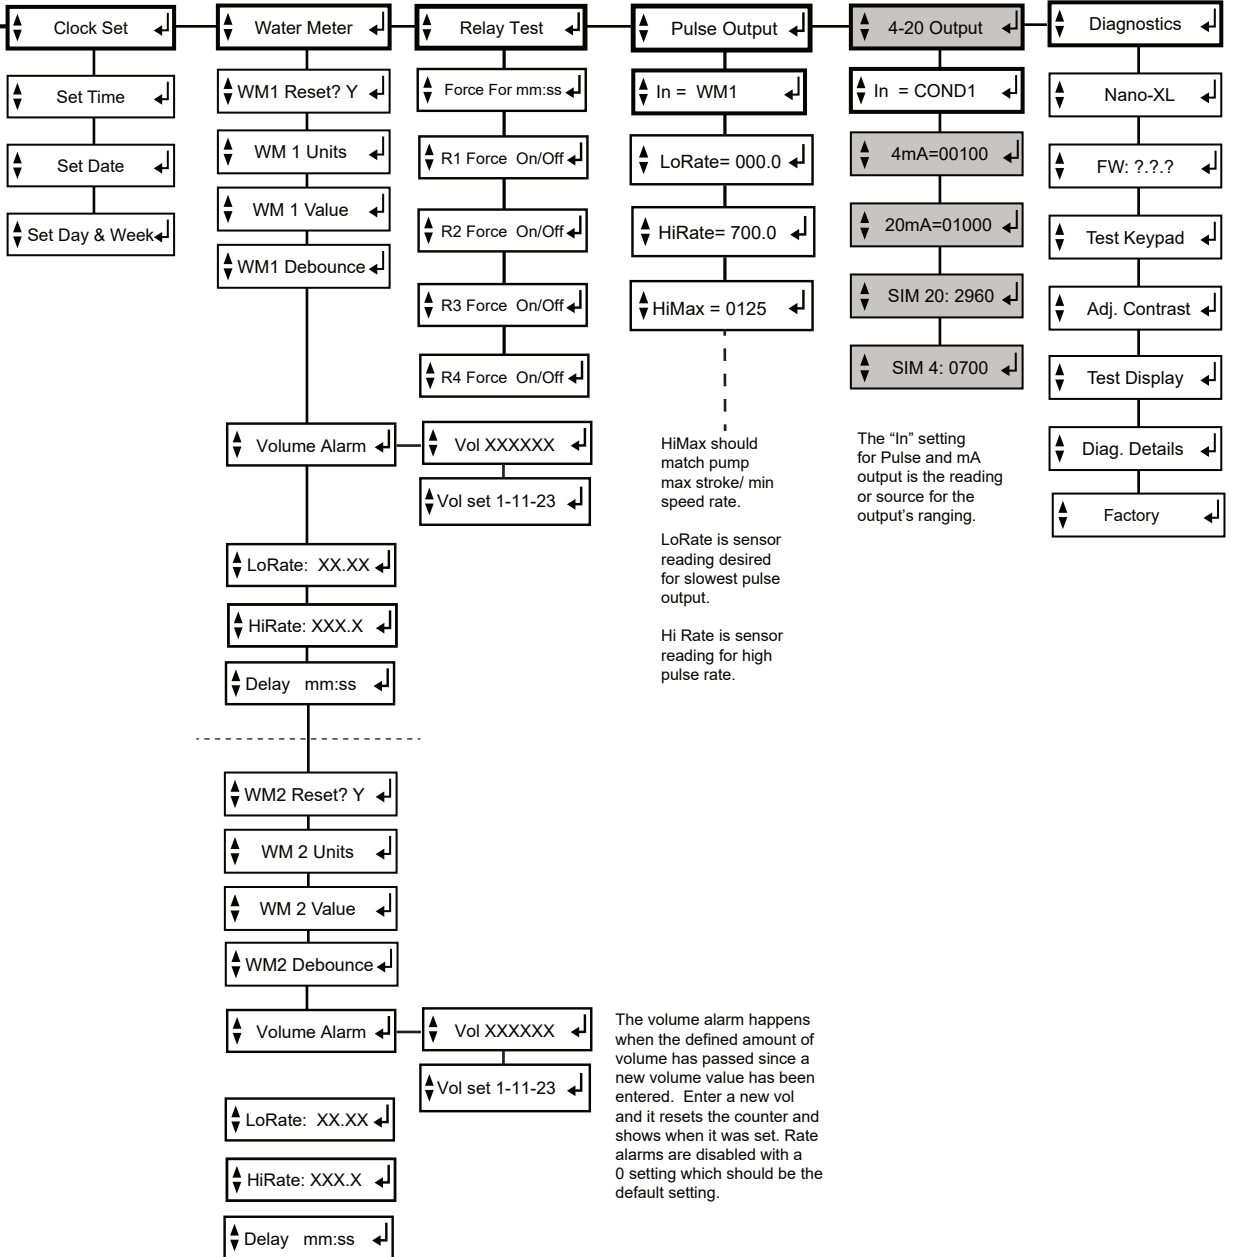 Clock Set
Set Time
Set Date
Set Day & Week
Water Meter
WM1 Reset? Y
WM 1 Units
WM 1 Value
WM1 Debounce
Volume Alarm
Vol XXXXXX
Vol set 1-11-23
LoRate: XX.XX
HiRate: XXX.X
Delay mm:ss
WM2 Reset? Y
WM 2 Units
WM 2 Value
WM2 Debounce
Volume Alarm
Vol XXXXXX
Vol set 1-11-23
LoRate: XX.XX
HiRate: XXX.X
Delay mm:ss
Relay Test
Force For mm:ss
R1 Force On/Off
R2 Force On/Off
R3 Force On/Off
R4 Force On/Off
Pulse Output
In = WM1
LoRate= 000.0
HiRate= 700.0
HiMax = 0125
HiMax should
match pump
max stroke/ min
speed rate.
LoRate is sensor
reading desired
for slowest pulse
output.
Hi Rate is sensor
reading for high
pulse rate.
4-20 Output
In = COND1
4mA=00100
20mA=01000
SIM 20: 2960
SIM 4: 0700
The “In” setting
for Pulse and mA
output is the reading
or source for the
output’s ranging.
Diagnostics
Nano-XL
FW: ?.?.?
Test Keypad
Adj. Contrast
Test Display
Diag. Details
Factory
The volume alarm happens
when the defined amount of
volume has passed since a
new volume value has been
entered. Enter a new vol
and it resets the counter and
shows when it was set. Rate
alarms are disabled with a
0 setting which should be the
default setting.